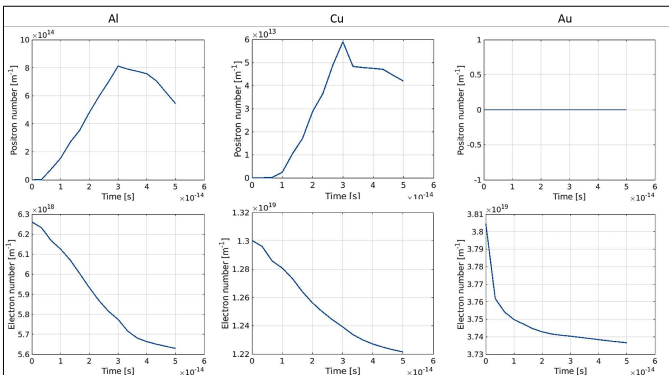 Al Cu Au
×10^14
10
8
6
4
2
0
Positron number [m^-1]
0 1 2 3 4 5 6
Time [s]
×10^-14
×10^13
6
5
4
3
2
1
0
Positron number [m^-1]
0 1 2 3 4 5 6
Time [s]
×10^-14
1
0.5
0
-0.5
-1
Positron number [m^-1]
0 1 2 3 4 5 6
Time [s]
×10^-14
×10^18
6.3
6.2
6.1
6
5.9
5.8
5.7
5.6
Electron number [m^-1]
0 1 2 3 4 5 6
Time [s]
×10^-14
×10^19
1.32
1.3
1.28
1.26
1.24
1.22
Electron number [m^-1]
0 1 2 3 4 5 6
Time [s]
×10^-14
×10^19
3.81
3.8
3.79
3.78
3.77
3.76
3.75
3.74
3.73
Electron number [m^-1]
0 1 2 3 4 5 6
Time [s]
×10^-14